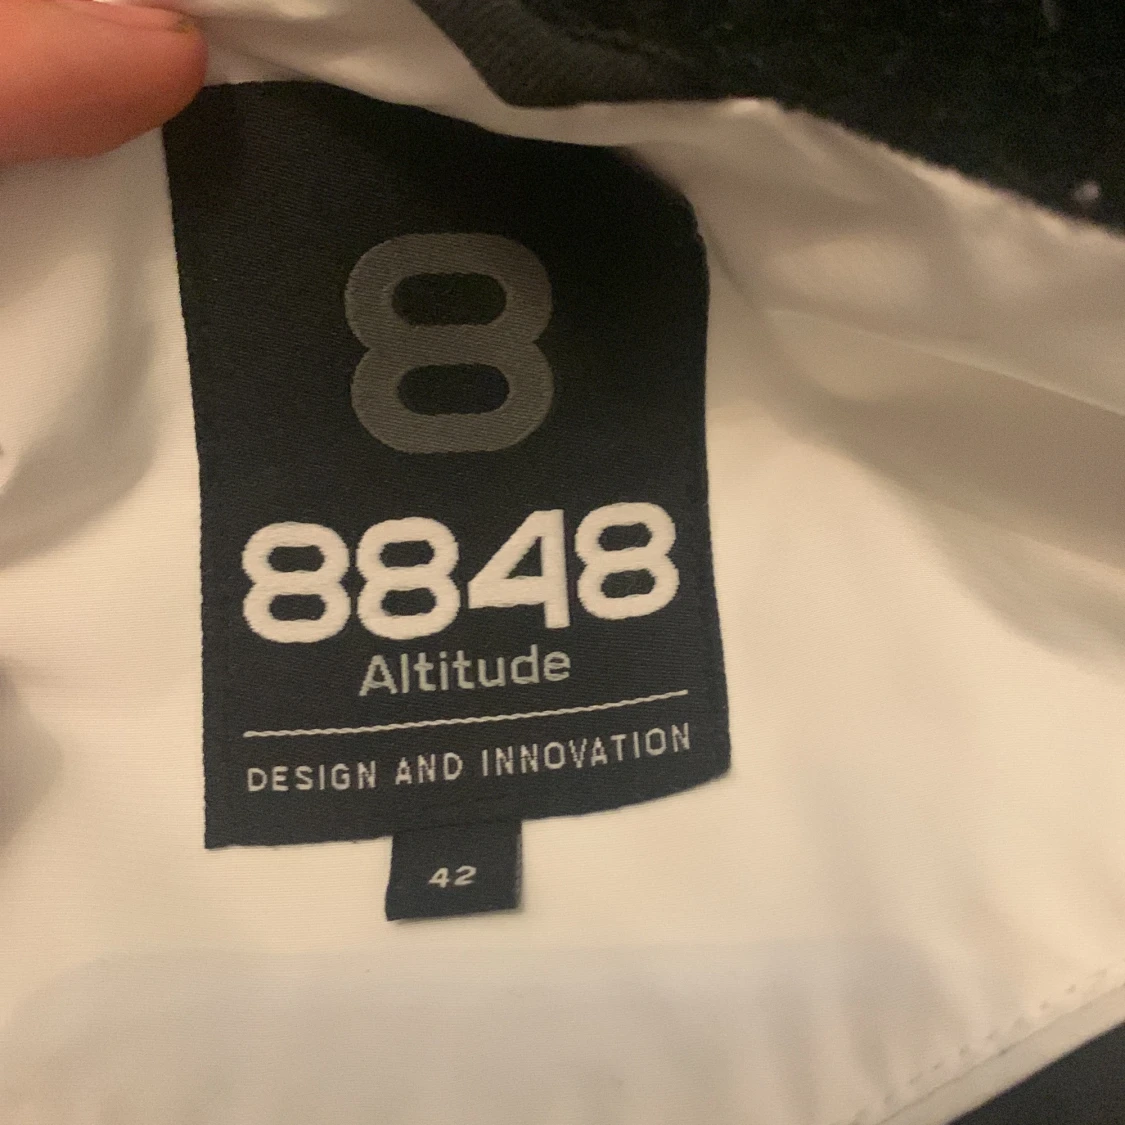 8
8848
Altitude
DESIGN AND INNOVATION
42